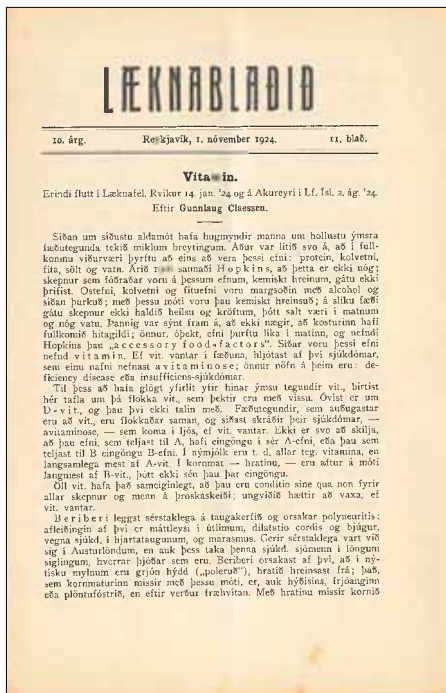 LÆKNABLAÐIÐ
10. árg. Reykjavík, 1. nóvember 1924. 11. blað.
Vitamin.
Erindi flutt í Læknafél. Rvíkur 14. jan. '24 og á Akureyri í Lf. Ísl. 2. ág. '24.
Eftir Gunnlaug Claessen.
Síðan um síðustu aldamót hafa hugmyndir manna um hollustu ýmsra
fæðutegunda tekið miklum breytingum. Áður var litið svo á, að í full-
komnu viðurværi þyrftu að eins að vera þessi efni: protein, kolvetni,
fita, sölt og vatn. Árið sannaði Hopkins, að þetta er ekki nóg;
skepnur sem fóðraðar voru á þessum efnum, kemiskt hreinum, gátu ekki
þrifist. Ostefni, kolvetni og fituefni voru margsoðin með alcohol og
síðan þurkuð; með þessu móti voru þau kemiskt hreinsuð; á slíku fæði
gátu skepnur ekki haldið heilsu og kröftum, þótt salt væri í matnum
og nóg vatn. Þannig var sýnt fram á, að ekki nægir, að kosturinn hafi
fullkomið hitagildi; önnur, óþekt, efni þurftu líka í matinn, og nefndi
Hopkins þau „accessory food-factors“. Síðar voru þessi efni
nefnd vitamin. Ef vit. vantar í fæðuna, hljótast af því sjúkdómar,
sem einu nafni nefnast avitaminose; önnur nöfn á þeim eru: de-
ficiency disease eða insufficiens-sjúkdómar.
Til þess að hafa glögt yfirlit yfir hinar ýmsu tegundir vit., birtist
hér tafla um þá flokka vit., sem þektir eru með vissu. Óvíst er um
D-vit., og þau því ekki talin með. Fæðutegundir, sem auðugastar
eru að vit., eru flokkaðar saman, og síðast skráðir þeir sjúkdómar, —
avitaminose, — sem koma í ljós, ef vit. vantar. Ekki er svo að skilja,
að þau efni, sem teljast til A, hafi eingöngu í sér A-efni, eða þau sem
teljast til B eingöngu B-efni. Í nýmjólk eru t. d. allar teg. vitamina, en
langsamlega mest af A-vit. Í kornmat — hratinu, — eru aftur á móti
langmest af B-vit., þótt ekki sén þau þar eingöngu.
Öll vit. hafa það sameiginlegt, að þau eru conditio sine qua non fyrir
allar skepnur og menn á þroskaskeiði; ungviðið hættir að vaxa, ef
vit. vantar.
Beriberi leggst sérstaklega á taugakerfið og orsakar polyneuritis;
afleiðingin af því er máttleysi í útlimum, dilatatio cordis og bjúgur,
vegna sjúkd. í hjartataugunum, og marasmus. Gerir sérstaklega vart við
sig í Austurlöndum, en auk þess taka þenna sjúkd. sjómenn í löngum
siglingum, hverrar þjóðar sem eru. Beriberi orsakast af því, að í ný-
tísku mylnum eru grjón hýdd („poleruð“), hratið hreinsast frá; það,
sem kornmaturinn missir með þessu móti, er, auk hýðisins, frjóanginn
eða plöntufóstrið, en eftir verður fræhvítan. Með hratinu missir kornið